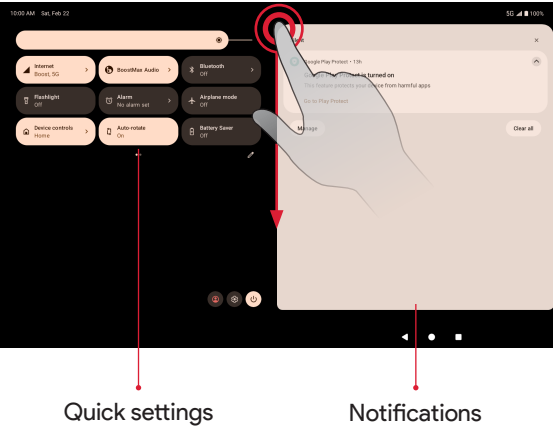 10:00 AM Sat, Feb 22
5G 100%
Internet
Boost, 5G
BoostMax Audio
Bluetooth
Off
Flashlight
Off
Alarm
No alarm set
Airplane mode
Off
Device controls
Home
Auto-rotate
On
Battery Saver
Off
Google Play Protect • 13h
Google Play Protect is turned on
This feature protects your device from harmful apps
Go to Play Protect
Manage
Clear all
Quick settings
Notifications